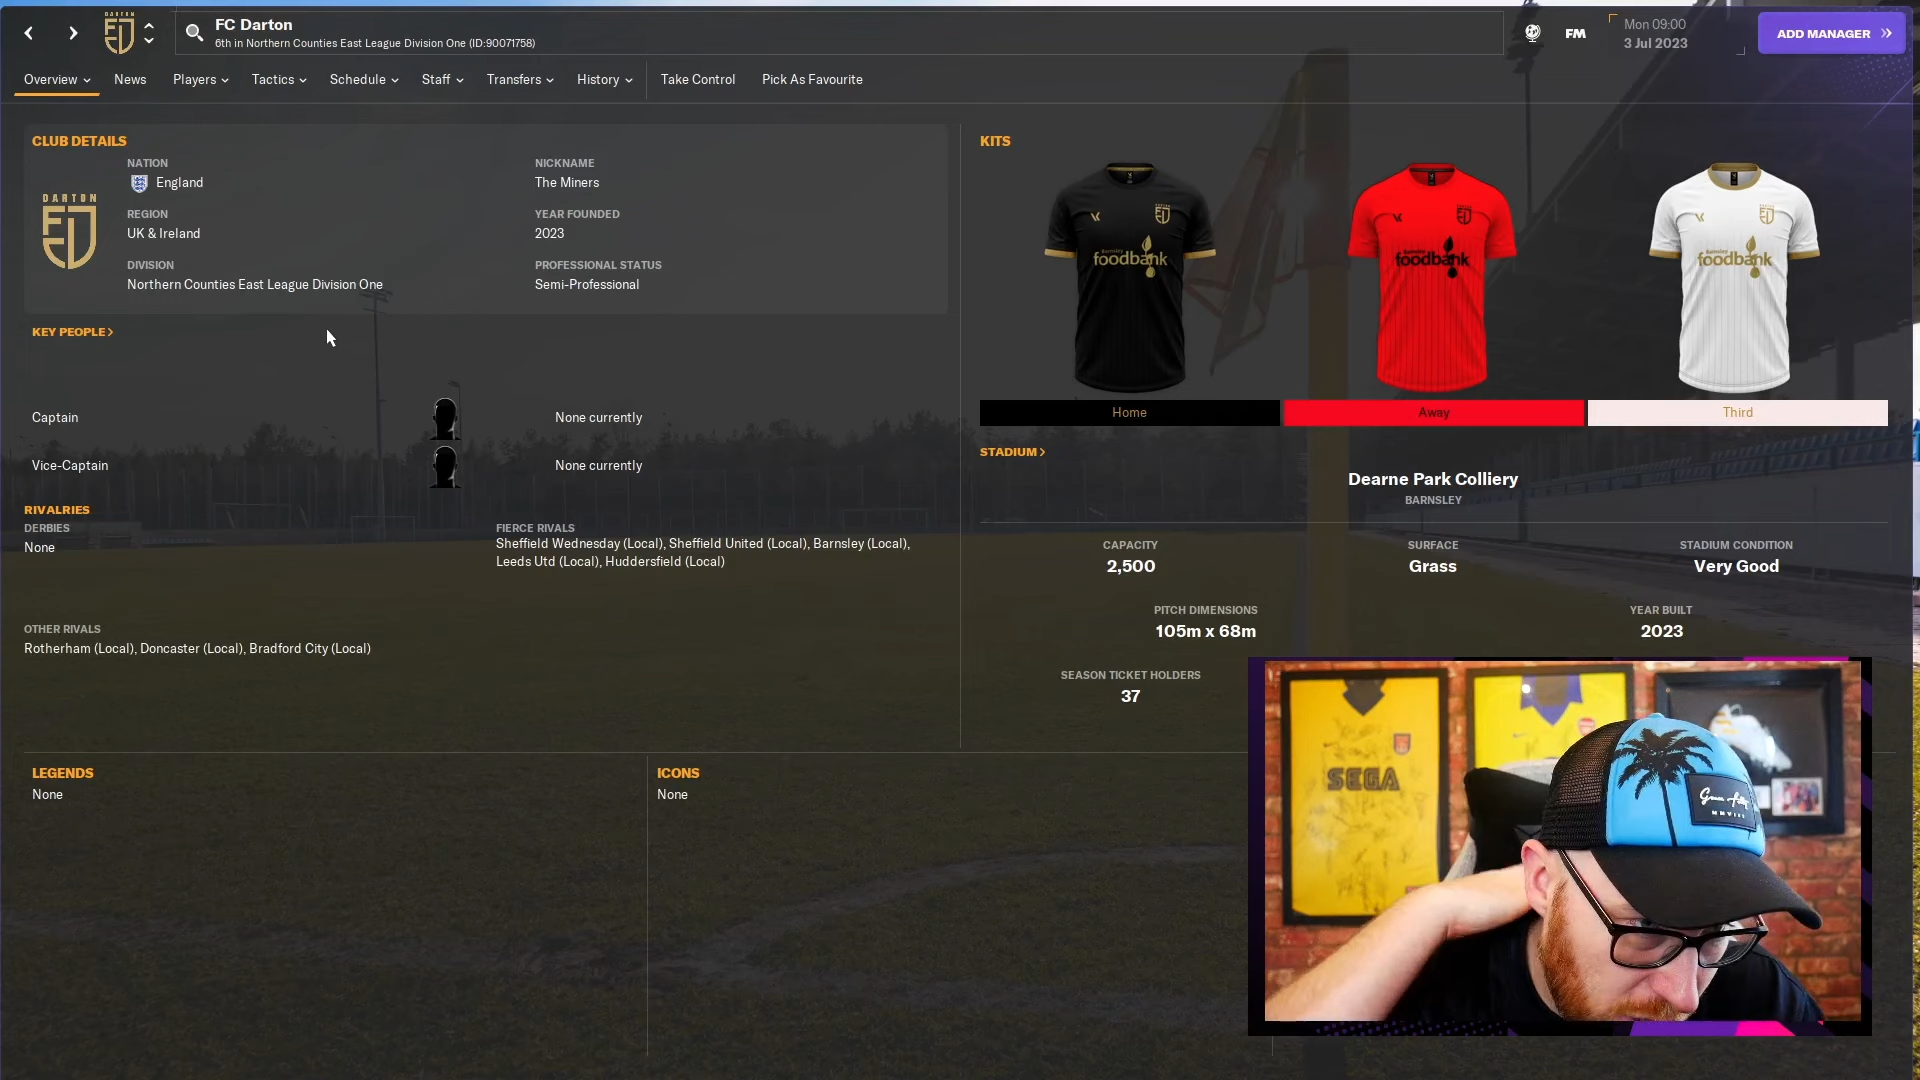 DARTON
FC Darton
6th in Northern Counties East League Division One (ID:90071758)
FM
Mon 09:00
3 Jul 2023
ADD MANAGER
Overview
News
Players
Tactics
Schedule
Staff
Transfers
History
Take Control
Pick As Favourite
CLUB DETAILS
DARTON
NATION
England
NICKNAME
The Miners
REGION
UK & Ireland
YEAR FOUNDED
2023
DIVISION
Northern Counties East League Division One
PROFESSIONAL STATUS
Semi-Professional
KEY PEOPLE
Captain
None currently
Vice-Captain
None currently
RIVALRIES
DERBIES
None
FIERCE RIVALS
Sheffield Wednesday (Local), Sheffield United (Local), Barnsley (Local),
Leeds Utd (Local), Huddersfield (Local)
OTHER RIVALS
Rotherham (Local), Doncaster (Local), Bradford City (Local)
LEGENDS
None
ICONS
None
KITS
Barnsley
foodbank
Barnsley
foodbank
Barnsley
foodbank
Home
Away
Third
STADIUM
Dearne Park Colliery
BARNSLEY
CAPACITY
2,500
SURFACE
Grass
STADIUM CONDITION
Very Good
PITCH DIMENSIONS
105m x 68m
YEAR BUILT
2023
SEASON TICKET HOLDERS
37
SEGA